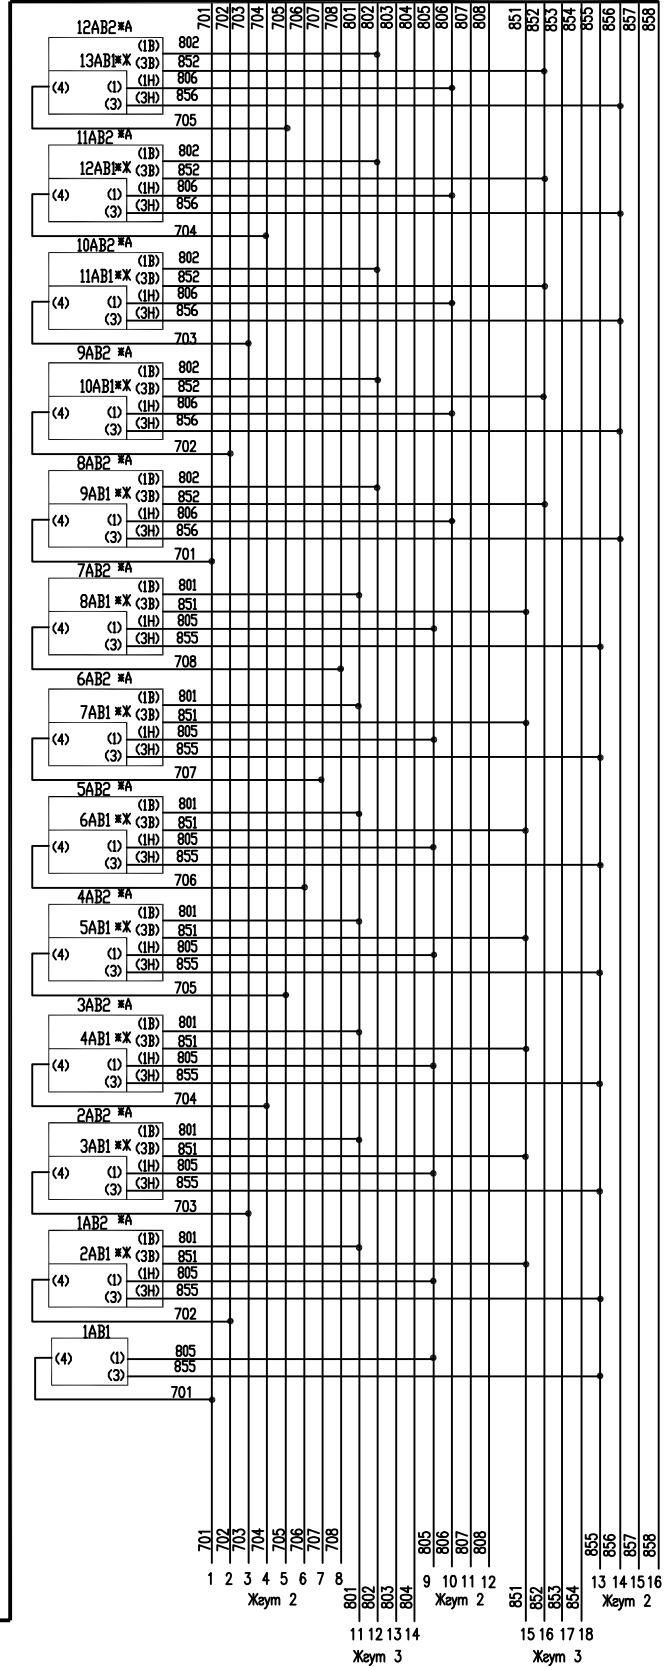 701 702 703 704 705 706 707 708 801 802 803 804 805 806 807 808 851 852 853 854 855 856 857 858
12AB2*A
(1B) 802
13AB1*Ж (3B) 852
(4) (1) (1H) 806
(3) (3H) 856
705
11AB2 *A
(1B) 802
12AB1*Ж (3B) 852
(4) (1) (1H) 806
(3) (3H) 856
704
10AB2 *A
(1B) 802
11AB1*Ж (3B) 852
(4) (1) (1H) 806
(3) (3H) 856
703
9AB2 *A
(1B) 802
10AB1*Ж (3B) 852
(4) (1) (1H) 806
(3) (3H) 856
702
8AB2 *A
(1B) 802
9AB1 *Ж (3B) 852
(4) (1) (1H) 806
(3) (3H) 856
701
7AB2 *A
(1B) 801
8AB1 *Ж (3B) 851
(4) (1) (1H) 805
(3) (3H) 855
708
6AB2 *A
(1B) 801
7AB1 *Ж (3B) 851
(4) (1) (1H) 805
(3) (3H) 855
707
5AB2 *A
(1B) 801
6AB1 *Ж (3B) 851
(4) (1) (1H) 805
(3) (3H) 855
706
4AB2 *A
(1B) 801
5AB1 *Ж (3B) 851
(4) (1) (1H) 805
(3) (3H) 855
705
3AB2 *A
(1B) 801
4AB1 *Ж (3B) 851
(4) (1) (1H) 805
(3) (3H) 855
704
2AB2 *A
(1B) 801
3AB1 *Ж (3B) 851
(4) (1) (1H) 805
(3) (3H) 855
703
1AB2 *A
(1B) 801
2AB1 *Ж (3B) 851
(4) (1) (1H) 805
(3) (3H) 855
702
1AB1
(4) (1) 805
(3) 855
701
701 702 703 704 705 706 707 708 805 806 807 808 855 856 857 858
1 2 3 4 5 6 7 8 9 10 11 12 13 14 15 16
Жгут 2 Жгут 2 Жгут 2
801 802 803 804 851 852 853 854
11 12 13 14 15 16 17 18
Жгут 3 Жгут 3